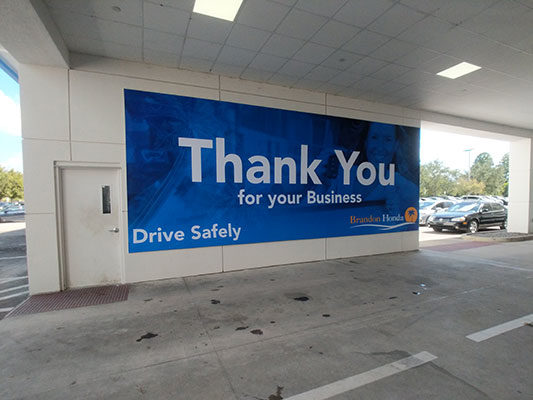 Thank You
for your Business
Brandon Honda
Drive Safely